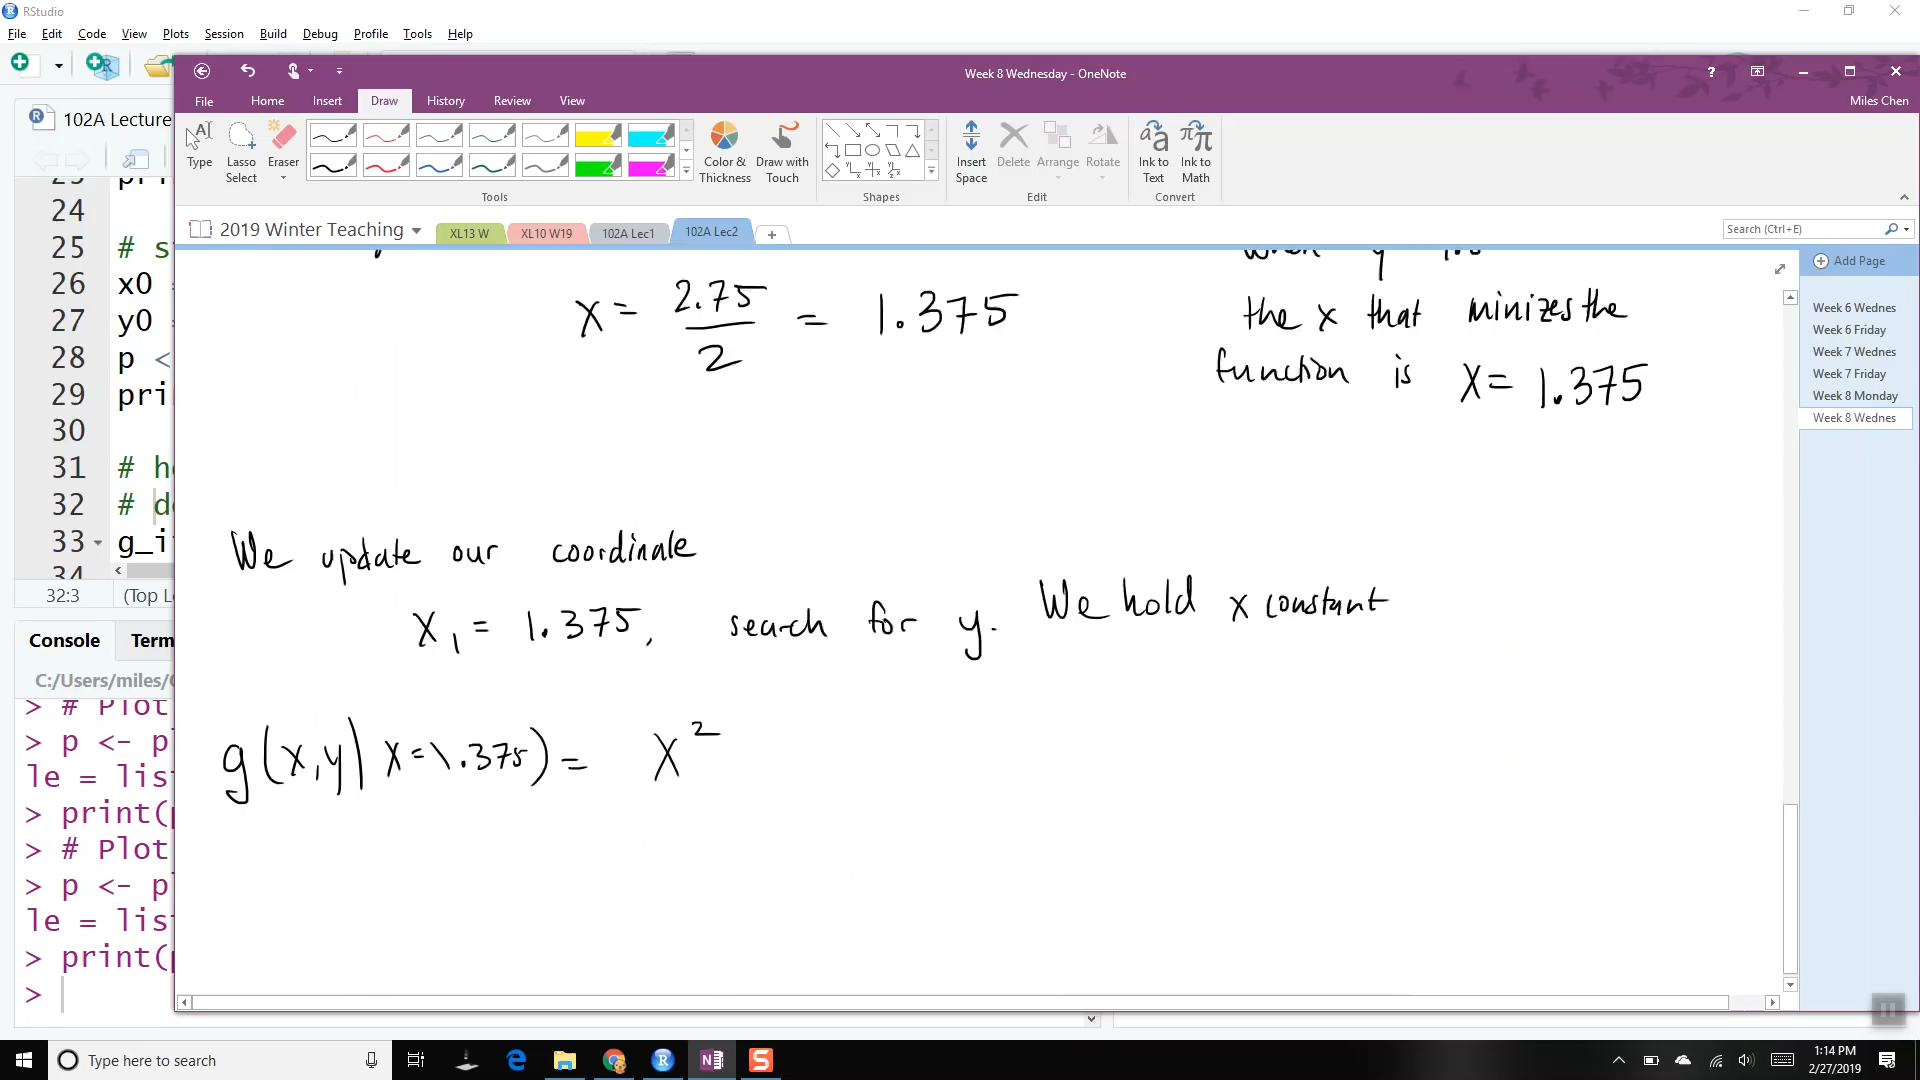 RStudio
File Edit Code View Plots Session Build Debug Profile Tools Help
Week 8 Wednesday - OneNote
File Home Insert Draw History Review View
Miles Chen
Type
Lasso Select
Eraser
Color & Thickness
Draw with Touch
Insert Space
Delete
Arrange
Rotate
Ink to Text
Ink to Math
Tools
Shapes
Edit
Convert
2019 Winter Teaching
XL13 W
XL10 W19
102A Lec1
102A Lec2
Search (Ctrl+E)
Add Page
Week 6 Wednes
Week 6 Friday
Week 7 Wednes
Week 7 Friday
Week 8 Monday
Week 8 Wednes
x = 2.75 / 2 = 1.375
the x that minizes the
function is x = 1.375
We update our coordinate
x₁ = 1.375, search for y. We hold x constant
g(x,y| x=1.375) = x²
102A Lecture
24
25 # s
26 x0
27 y0
28 p <
29 pri
30
31 # h
32 # d
33 g_i
34
32:3 (Top L
Console Term
C:/Users/miles/
> # Plot
> p <- p
le = lis
> print(
> # Plot
> p <- p
le = lis
> print(
>
Type here to search
1:14 PM
2/27/2019